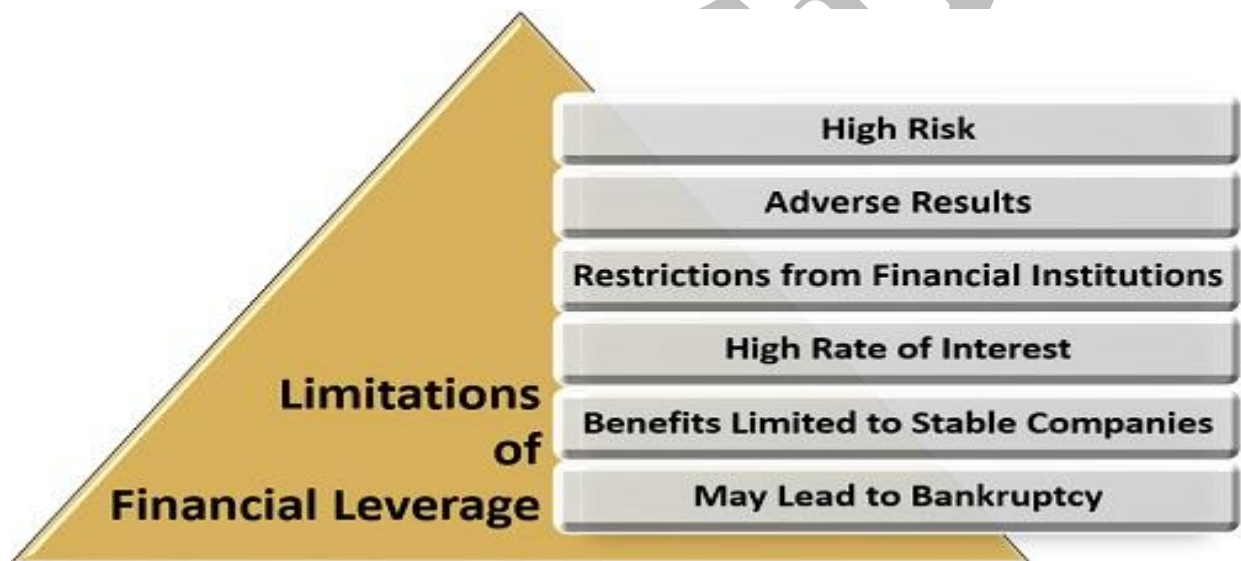 High Risk
Adverse Results
Restrictions from Financial Institutions
High Rate of Interest
Benefits Limited to Stable Companies
May Lead to Bankruptcy
Limitations
of
Financial Leverage